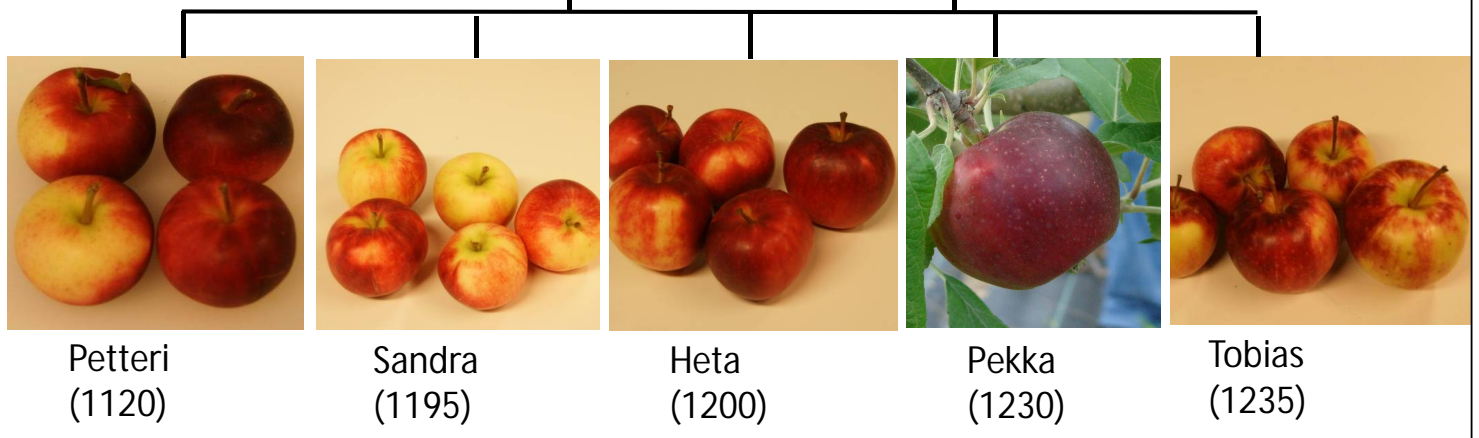 Petteri
(1120)
Sandra
(1195)
Heta
(1200)
Pekka
(1230)
Tobias
(1235)